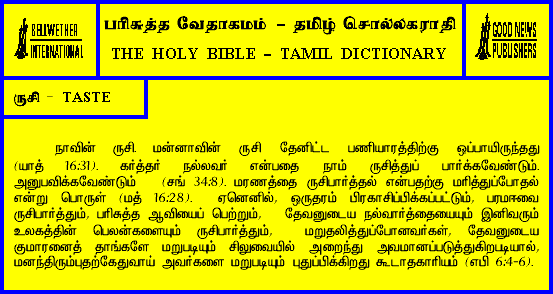 BELLWETHER
INTERNATIONAL
பரிசுத்த வேதாகமம் – தமிழ் சொல்லகராதி
THE HOLY BIBLE – TAMIL DICTIONARY
GOOD NEWS
PUBLISHERS
ருசி – TASTE
நாவின் ருசி. மன்னாவின் ருசி தேனிட்ட பணியாரத்திற்கு ஒப்பாயிருந்தது
(யாத் 16:31). கர்த்தர் நல்லவர் என்பதை நாம் ருசித்துப் பார்க்கவேண்டும்.
அனுபவிக்கவேண்டும் (சங் 34:8). மரணத்தை ருசிபார்த்தல் என்பதற்கு மரித்துப்போதல்
என்று பொருள் (மத் 16:28). ஏனெனில், ஒருதரம் பிரகாசிப்பிக்கப்பட்டும், பரமஈவை
ருசிபார்த்தும், பரிசுத்த ஆவியைப் பெற்றும், தேவனுடைய நல்வார்த்தையையும் இனிவரும்
உலகத்தின் பெலன்களையும் ருசிபார்த்தும், மறுதலித்துப்போனவர்கள், தேவனுடைய
குமாரனைத் தாங்களே மறுபடியும் சிலுவையில் அறைந்து அவமானப்படுத்துகிறபடியால்,
மனந்திரும்புதற்கேதுவாய் அவர்களை மறுபடியும் புதுப்பிக்கிறது கூடாதகாரியம் (எபி 6:4-6).